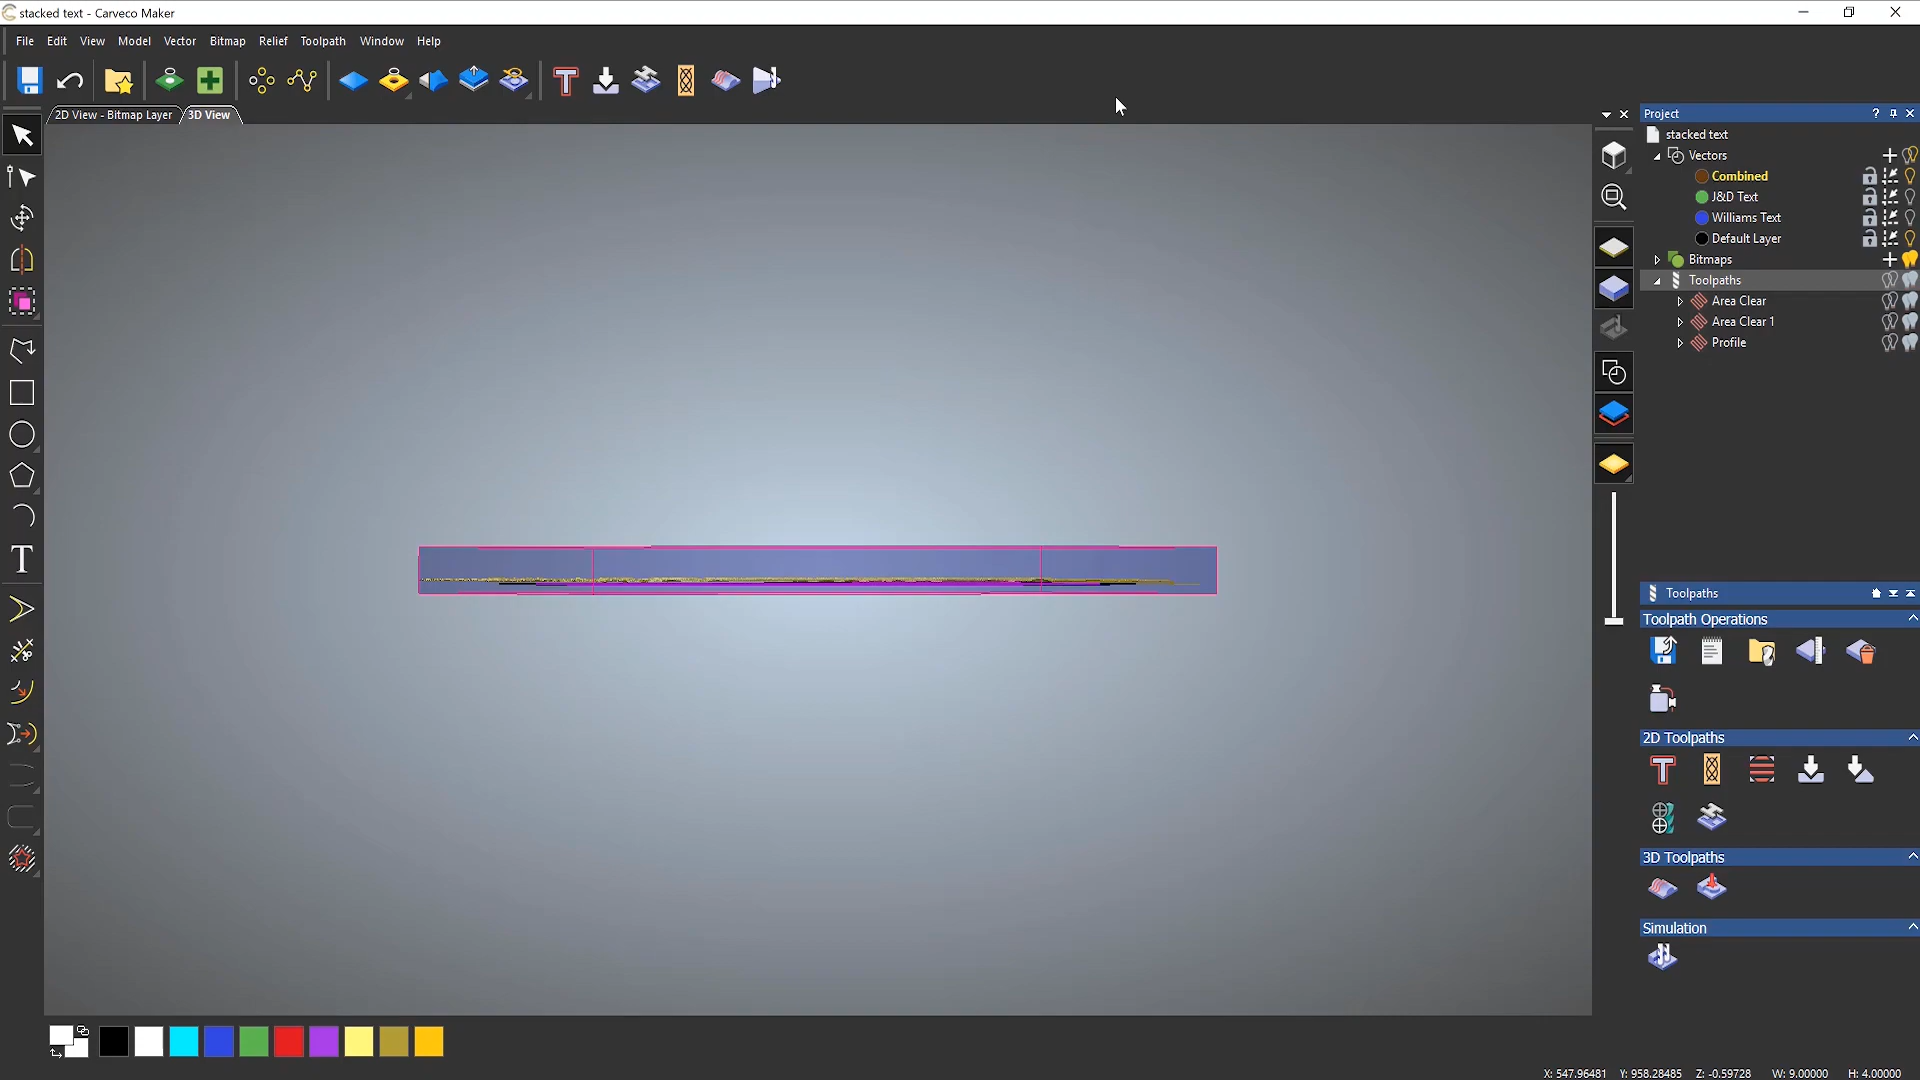 stacked text - Carveco Maker
File Edit View Model Vector Bitmap Relief Toolpath Window Help
2D View - Bitmap Layer 3D View
Project
stacked text
Vectors
Combined
J&D Text
Williams Text
Default Layer
Bitmaps
Toolpaths
Area Clear
Area Clear 1
Profile
Toolpaths
Toolpath Operations
2D Toolpaths
3D Toolpaths
Simulation
X: 547.96481 Y: 958.28485 Z: -0.59728 W: 9.00000 H: 4.00000